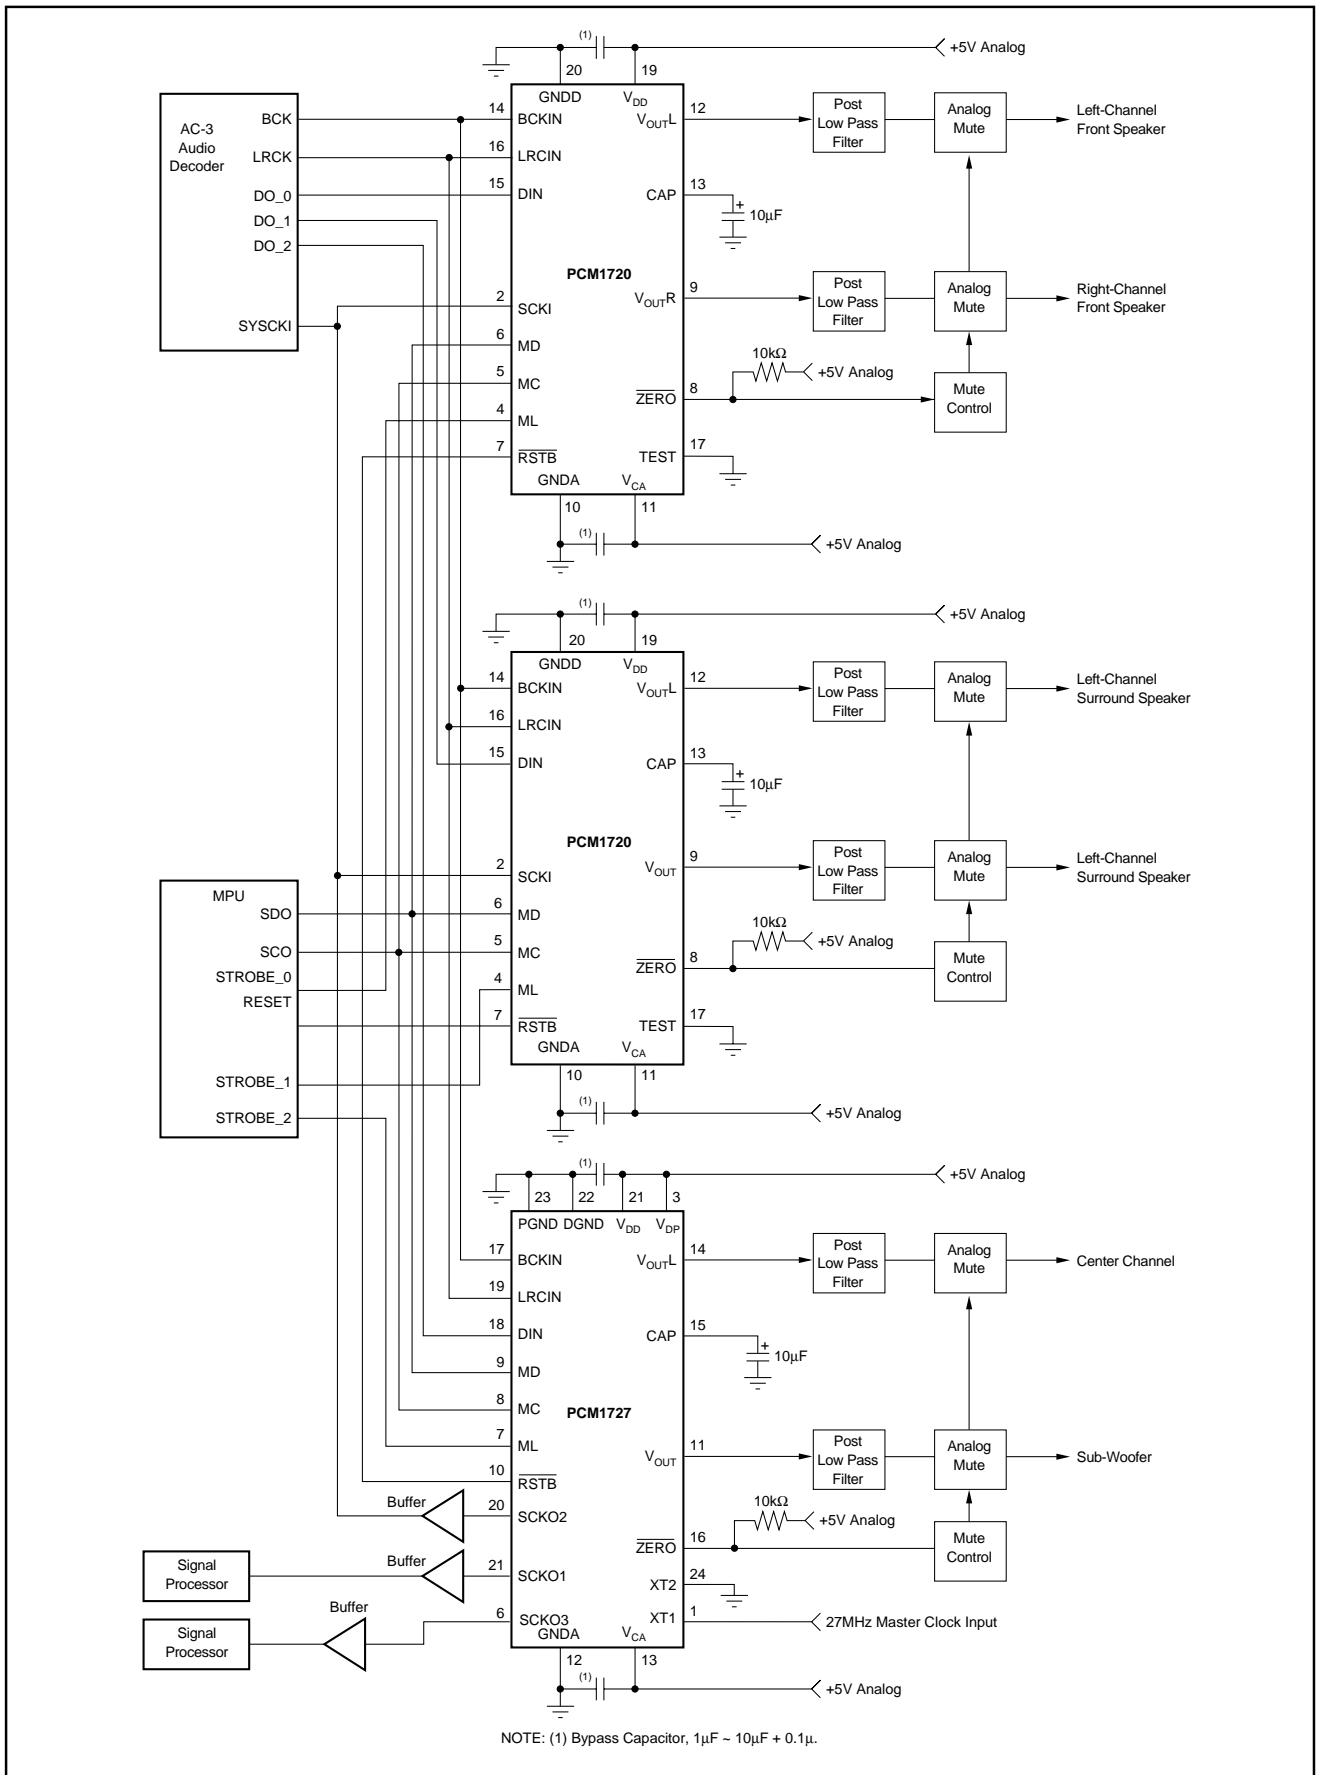 (1)
+5V Analog
20
19
GNDD
VDD
AC-3
Audio
Decoder
BCK
LRCK
DO_0
DO_1
DO_2
SYSCKI
14
BCKIN
16
LRCIN
15
DIN
2
SCKI
6
MD
5
MC
4
ML
7
RSTB
PCM1720
VOUTL
12
CAP
13
+
10µF
VOUTR
9
ZERO
8
10kΩ
+5V Analog
TEST
17
GNDA
VCA
10
11
(1)
+5V Analog
Post
Low Pass
Filter
Analog
Mute
Left-Channel
Front Speaker
Post
Low Pass
Filter
Analog
Mute
Right-Channel
Front Speaker
Mute
Control
(1)
+5V Analog
20
19
GNDD
VDD
14
BCKIN
16
LRCIN
15
DIN
2
SCKI
6
MD
5
MC
4
ML
7
RSTB
PCM1720
VOUTL
12
CAP
13
+
10µF
VOUT
9
ZERO
8
10kΩ
+5V Analog
TEST
17
GNDA
VCA
10
11
(1)
+5V Analog
Post
Low Pass
Filter
Analog
Mute
Left-Channel
Surround Speaker
Post
Low Pass
Filter
Analog
Mute
Left-Channel
Surround Speaker
Mute
Control
MPU
SDO
SCO
STROBE_0
RESET
STROBE_1
STROBE_2
(1)
+5V Analog
23
22
21
3
PGND
DGND
VDD
VDP
17
BCKIN
19
LRCIN
18
DIN
9
MD
8
MC
7
ML
10
RSTB
20
SCKO2
21
SCKO1
6
SCKO3
PCM1727
VOUTL
14
CAP
15
+
10µF
VOUT
11
ZERO
16
10kΩ
+5V Analog
XT2
24
XT1
1
27MHz Master Clock Input
GNDA
VCA
12
13
(1)
+5V Analog
Post
Low Pass
Filter
Analog
Mute
Center Channel
Post
Low Pass
Filter
Analog
Mute
Sub-Woofer
Mute
Control
Buffer
Buffer
Buffer
Signal
Processor
Signal
Processor
NOTE: (1) Bypass Capacitor, 1µF ~ 10µF + 0.1µ.